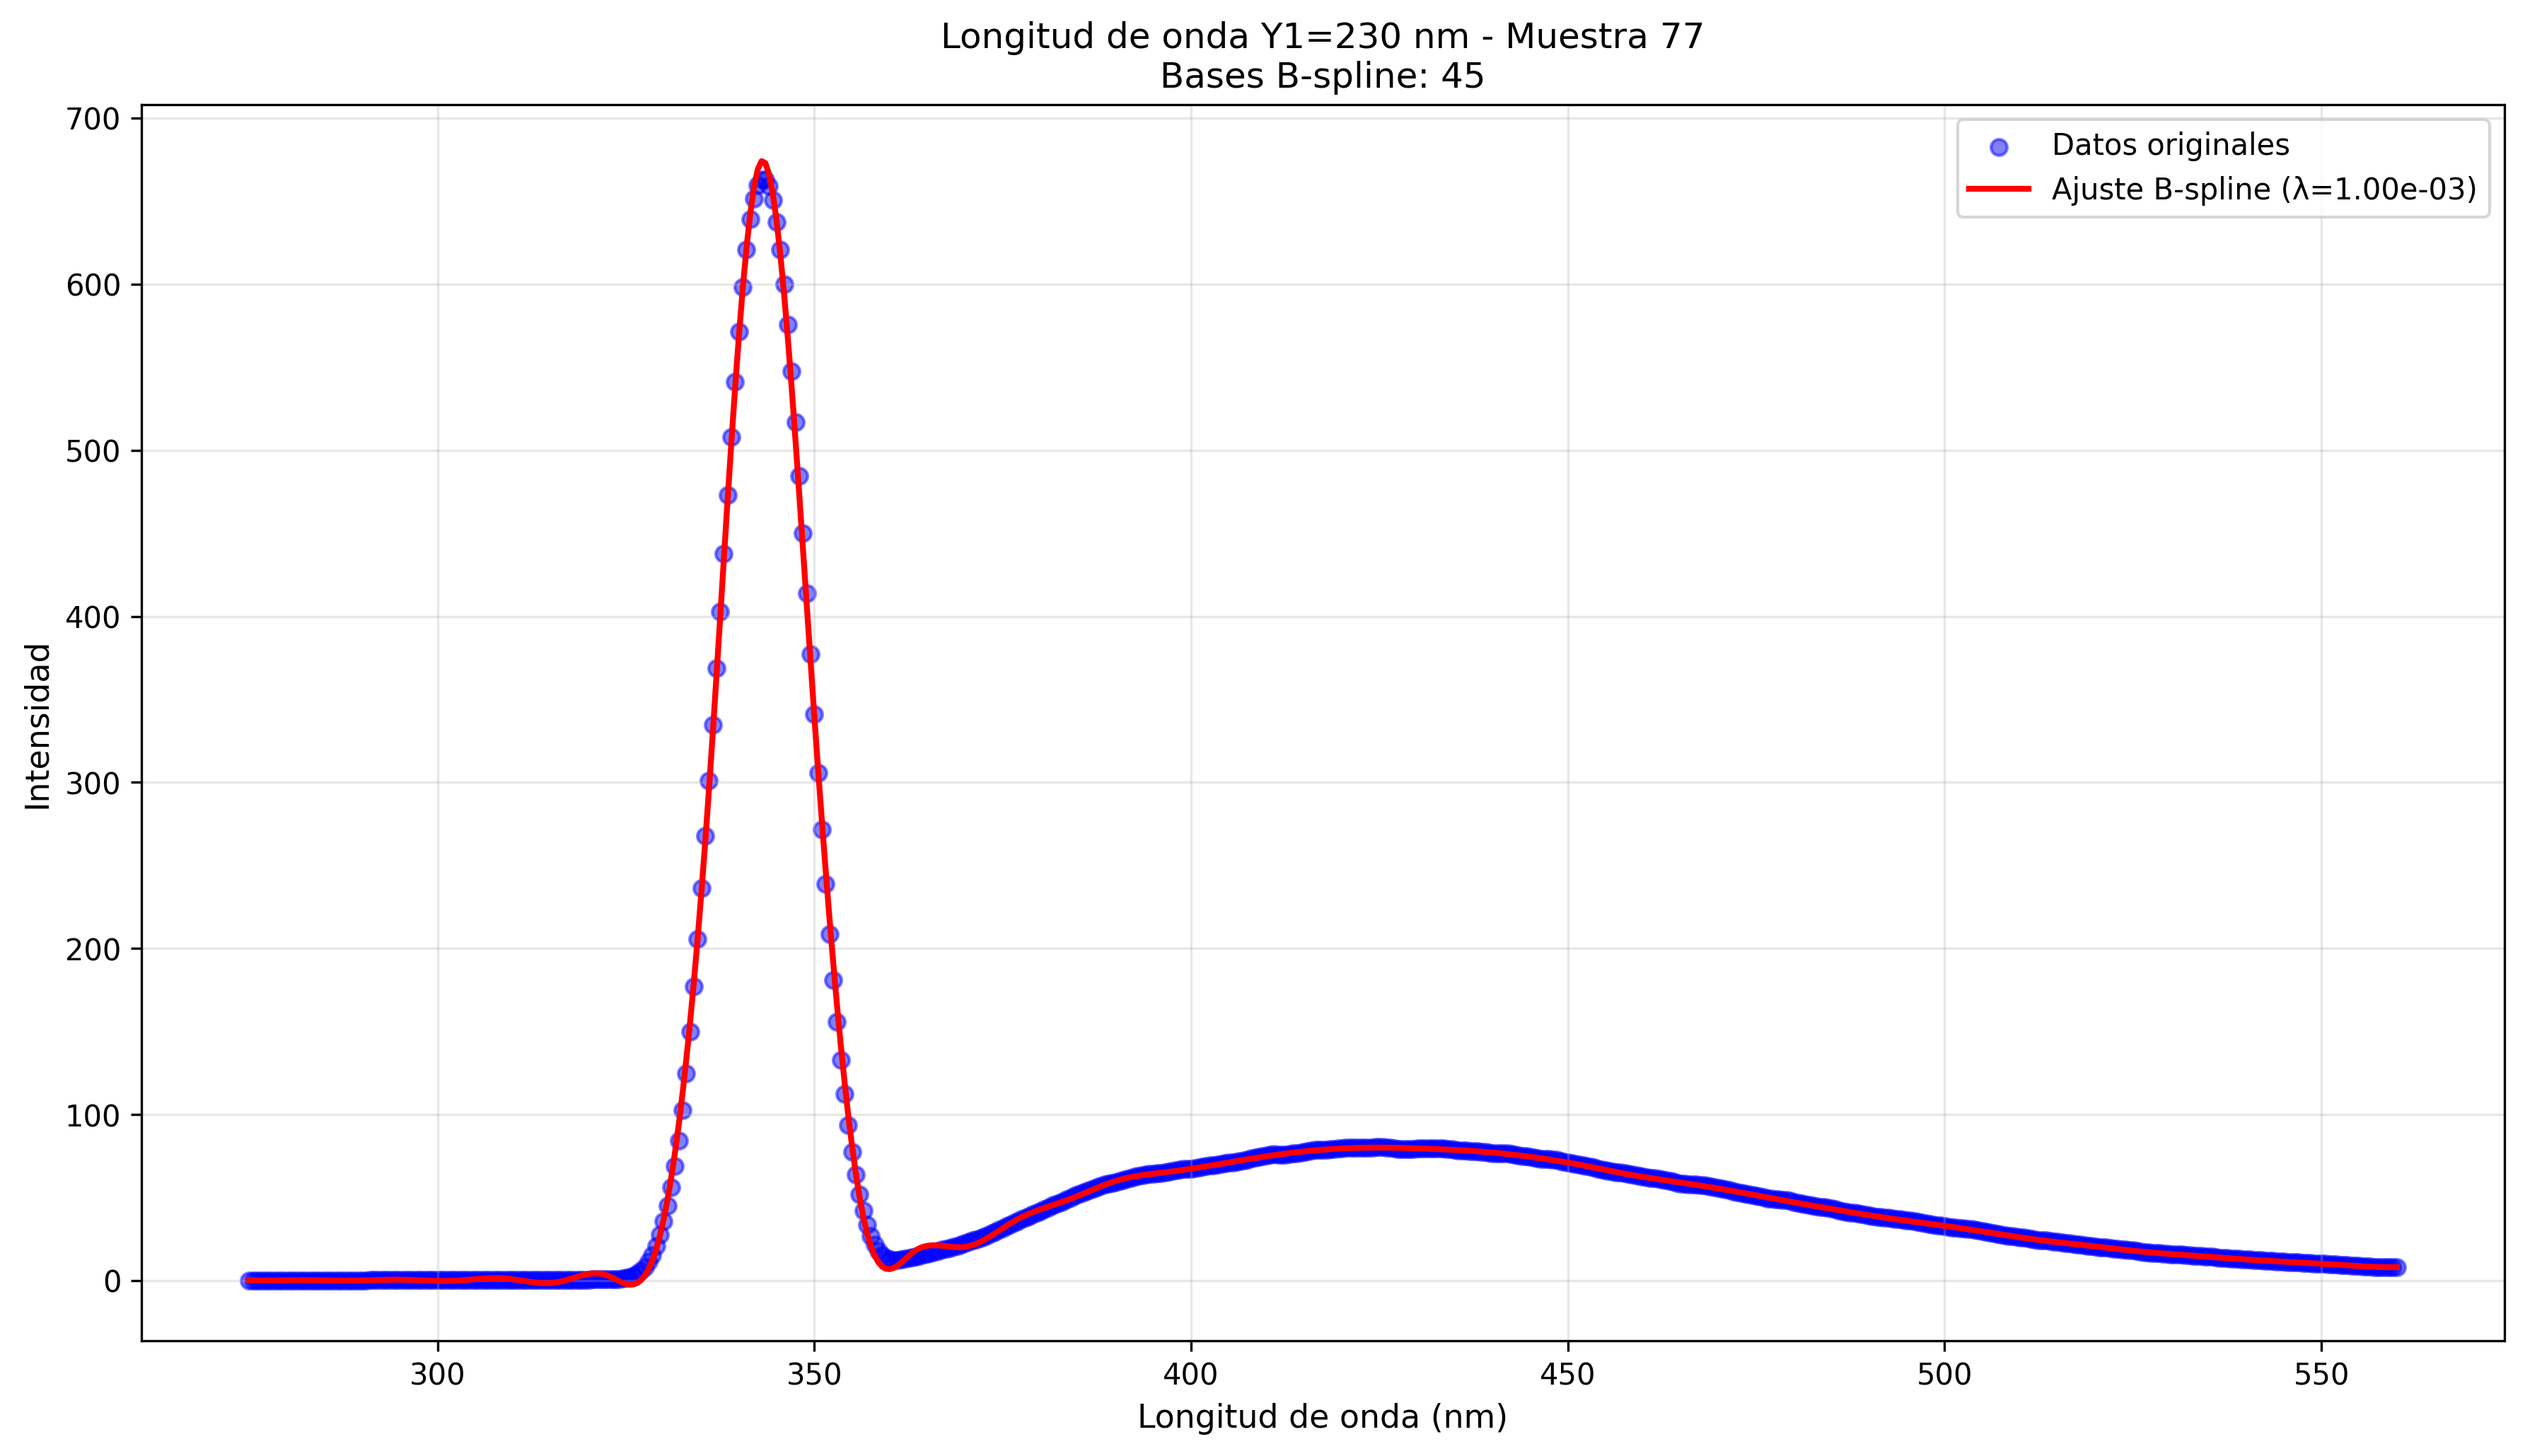 Longitud de onda Y1=230 nm - Muestra 77
Bases B-spline: 45
Datos originales
Ajuste B-spline (λ=1.00e-03)
700
600
500
400
300
200
100
0
Intensidad
300 350 400 450 500 550
Longitud de onda (nm)